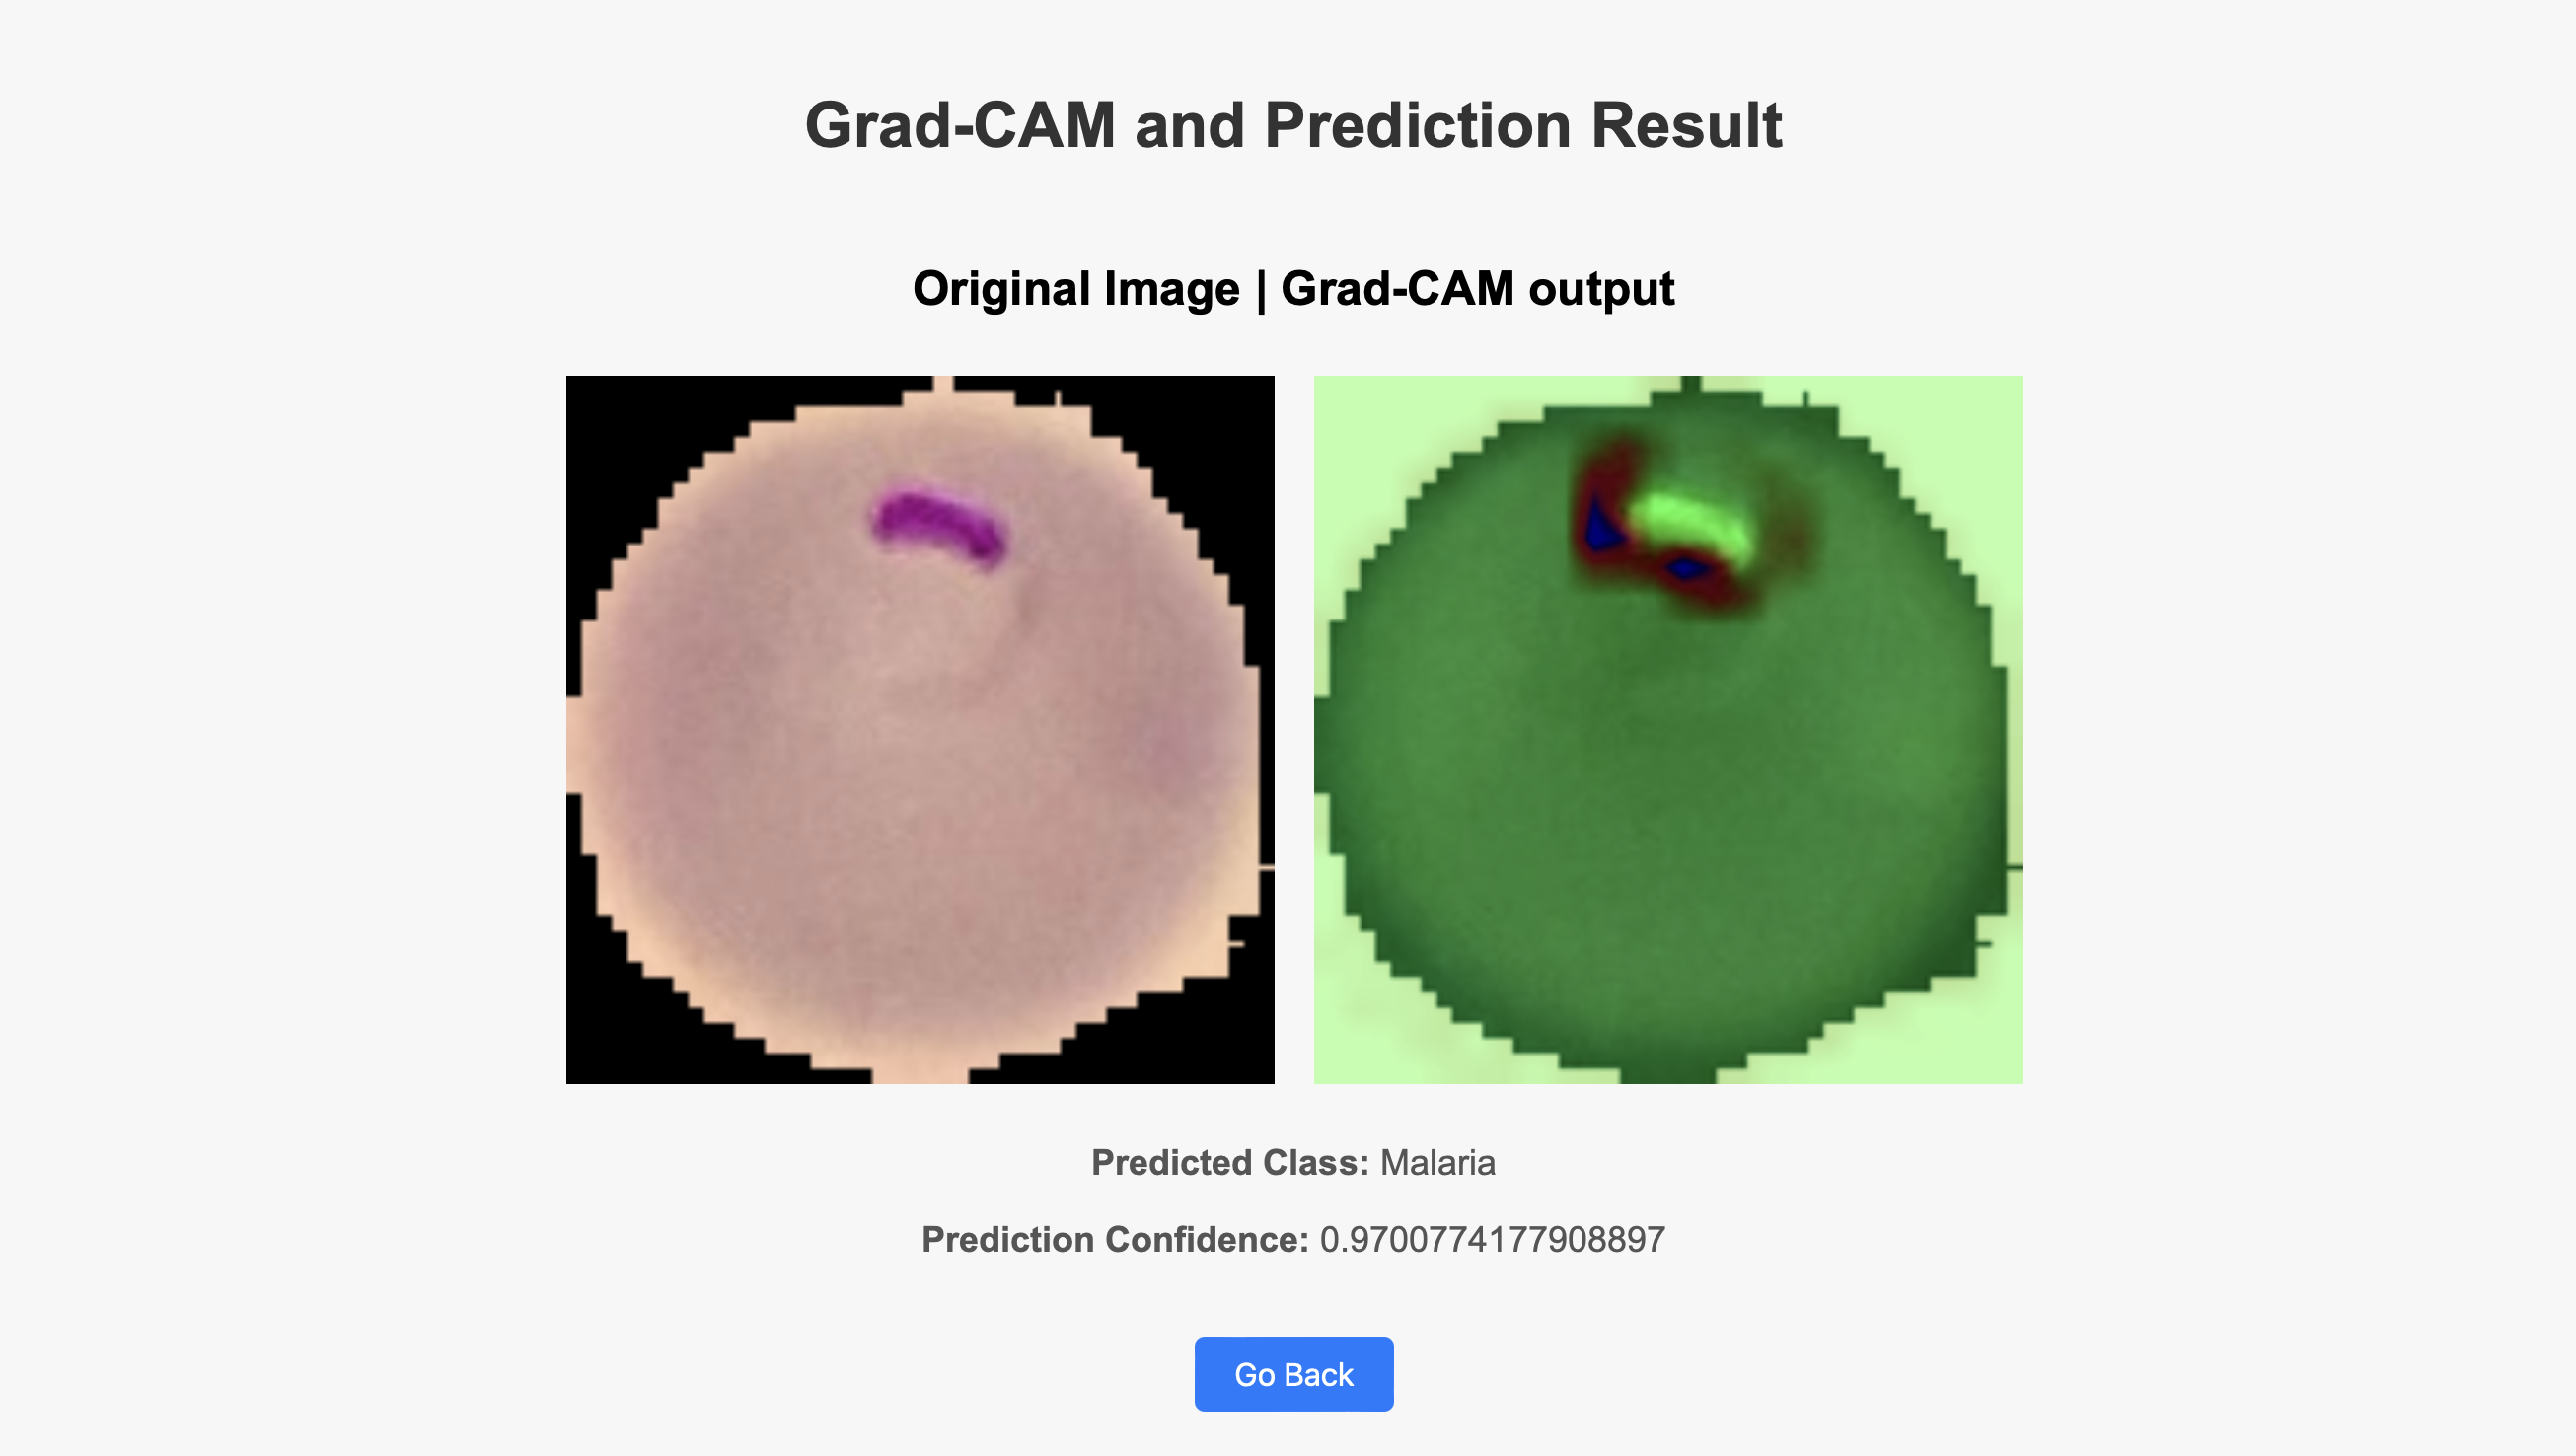 Grad-CAM and Prediction Result
Original Image | Grad-CAM output
Predicted Class: Malaria
Prediction Confidence: 0.9700774177908897
Go Back